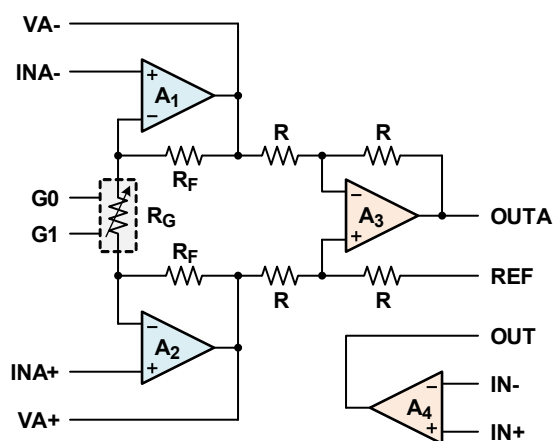 VA-
INA-
+
A1
−
R
R
RF
G0
G1
RG
−
A3
+
OUTA
RF
R
R
REF
−
A2
+
INA+
VA+
OUT
−
A4
+
IN-
IN+